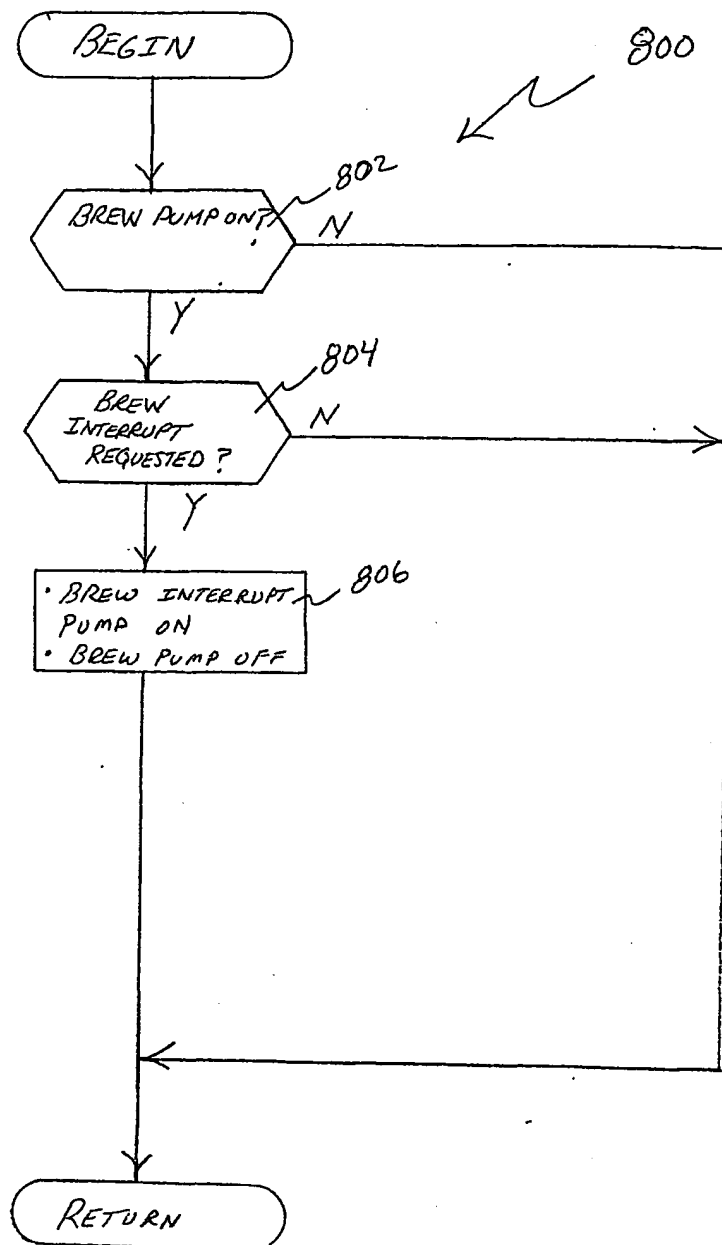 BEGIN
800
802
BREW PUMP ON?
N
Y
804
BREW
INTERRUPT
REQUESTED?
N
Y
806
• BREW INTERRUPT
PUMP ON
• BREW PUMP OFF
RETURN